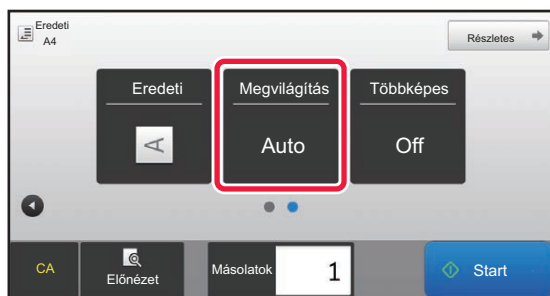 Eredeti
A4
Részletes
Eredeti
Megvilágítás
Többképes
A
Auto
Off
CA
Előnézet
Másolatok
1
Start